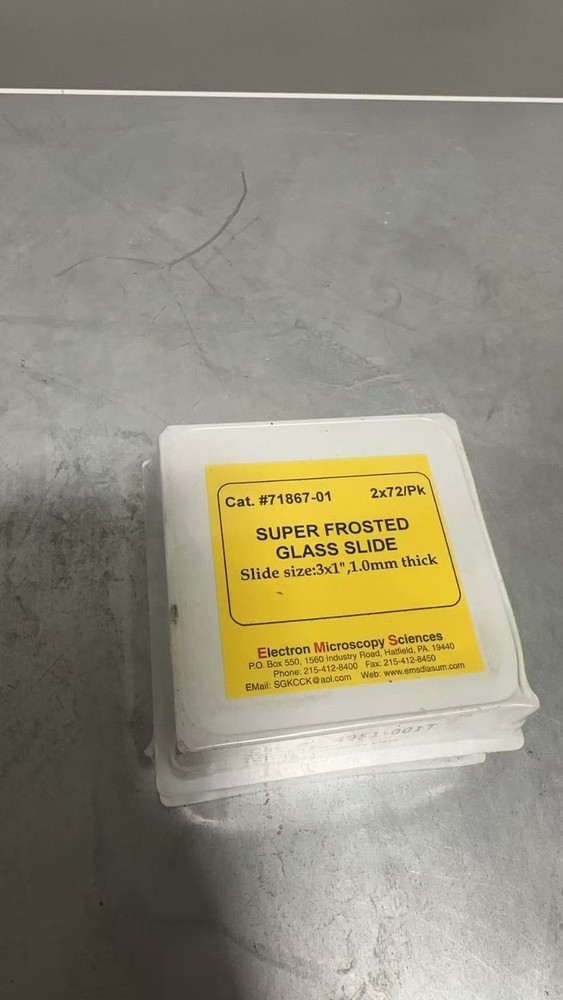 Cat. #71867-01 2x72/Pk
SUPER FROSTED
GLASS SLIDE
Slide size:3x1",1.0mm thick
Electron Microscopy Sciences
P.O. Box 550, 1560 Industry Road, Hatfield, PA. 19440
Phone: 215-412-8400 Fax: 215-412-8450
EMail: SGKCCK@aol.com Web: www.emsdiasum.com